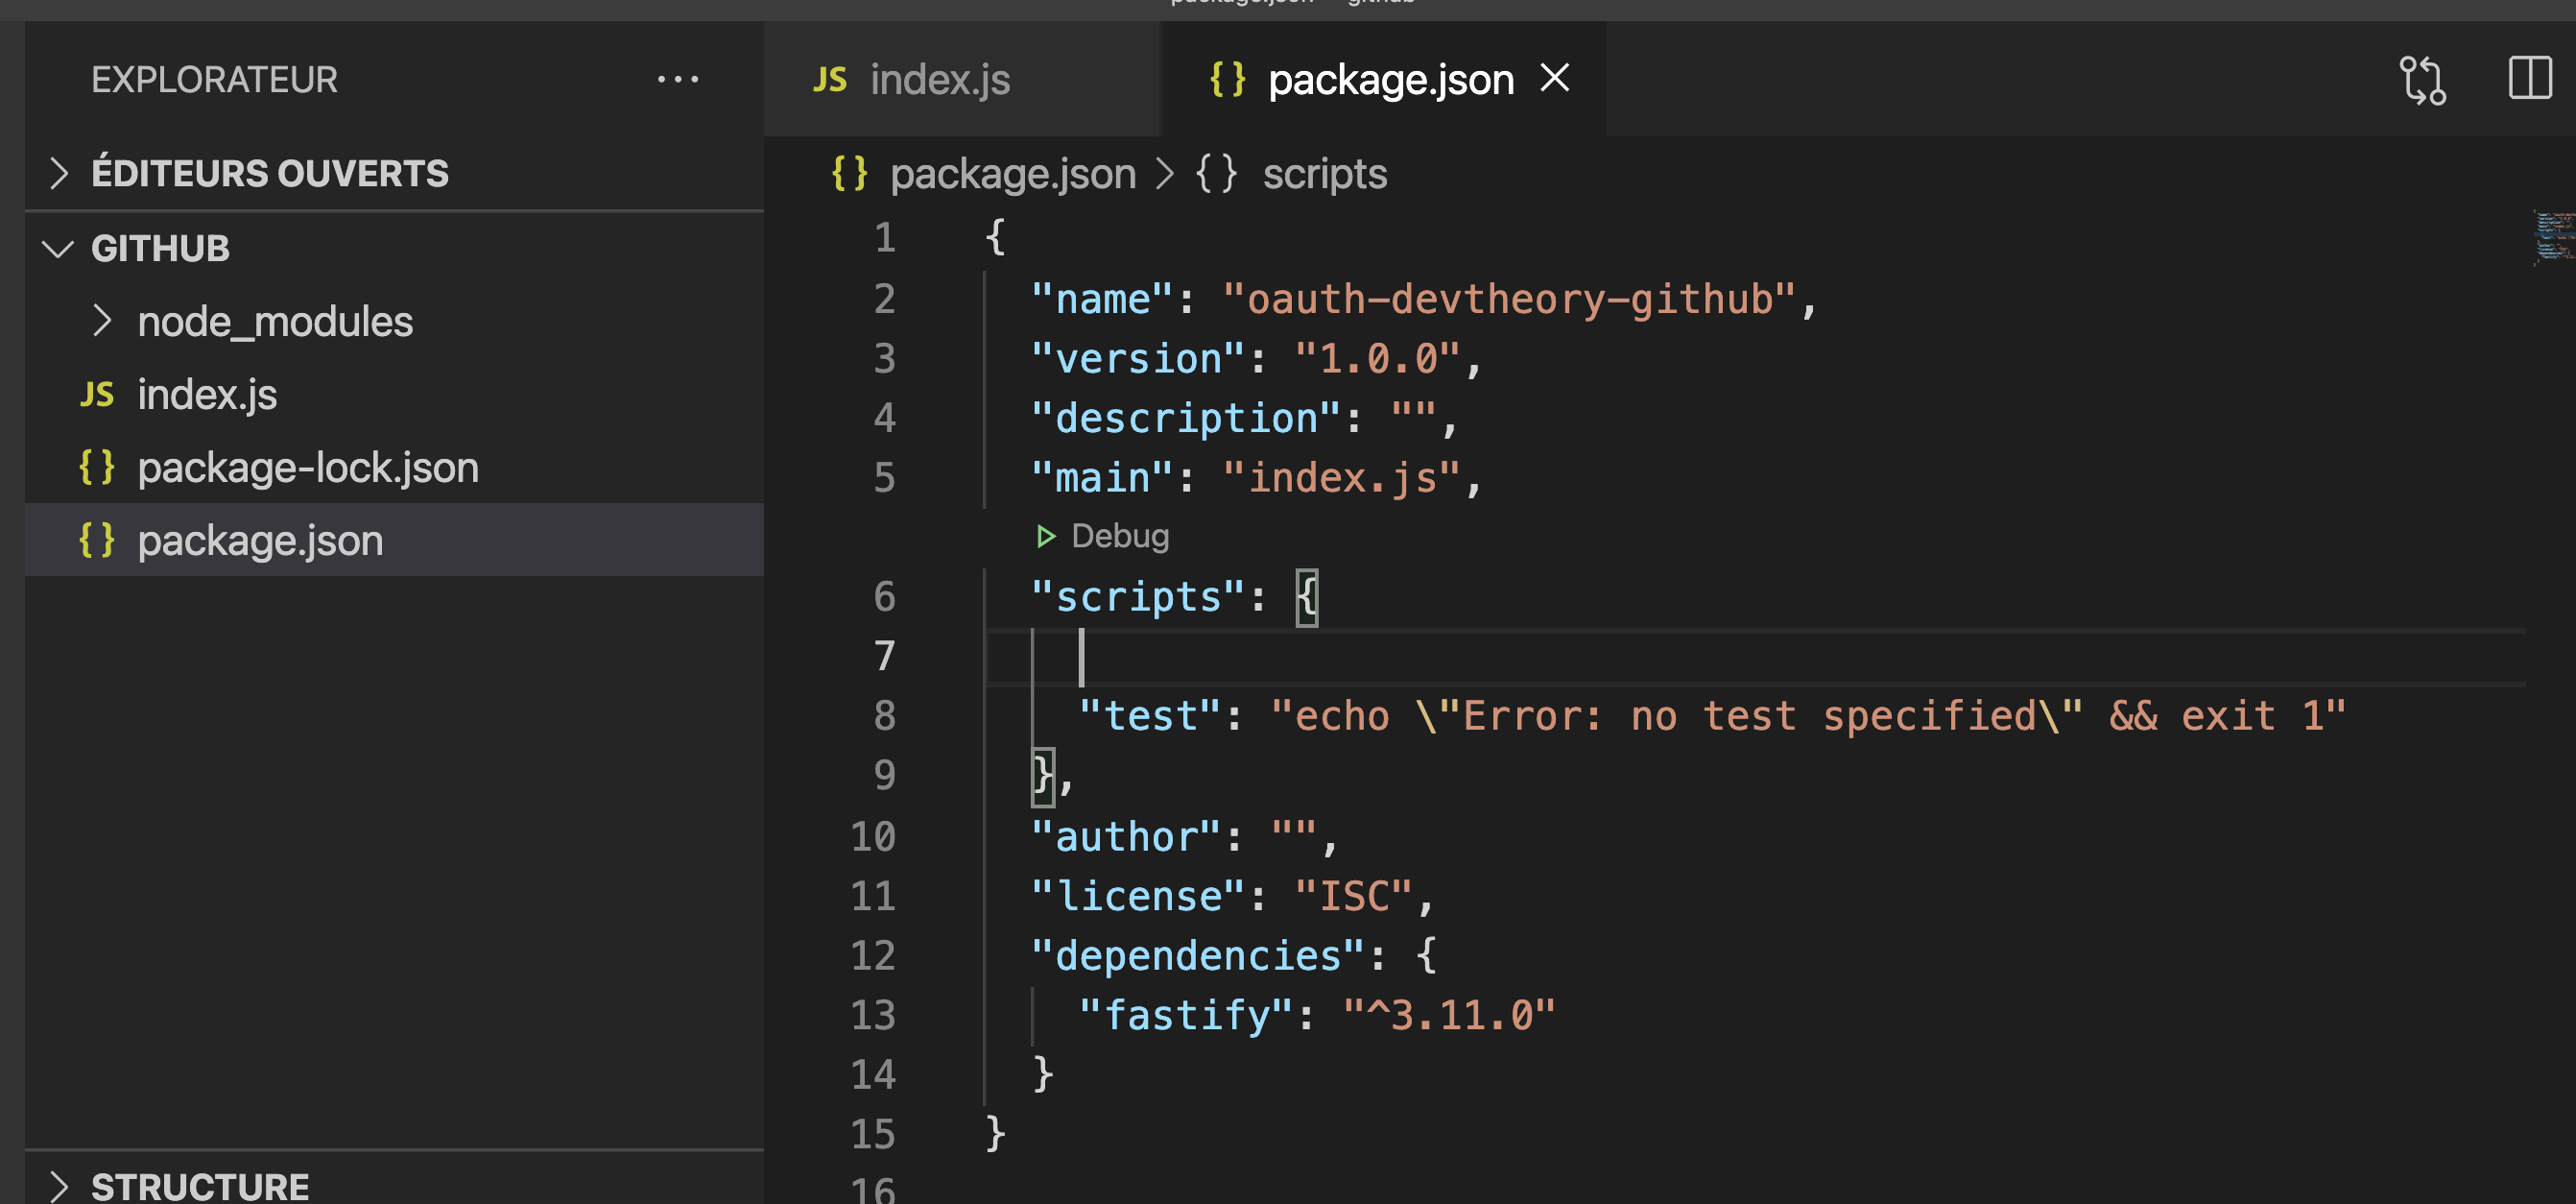 EXPLORATEUR
ÉDITEURS OUVERTS
GITHUB
node_modules
JS index.js
{} package-lock.json
{} package.json
STRUCTURE
JS index.js
{} package.json
{} package.json > {} scripts
1 {
2 "name": "oauth-devtheory-github",
3 "version": "1.0.0",
4 "description": "",
5 "main": "index.js",
Debug
6 "scripts": {
7
8 "test": "echo \"Error: no test specified\" && exit 1"
9 },
10 "author": "",
11 "license": "ISC",
12 "dependencies": {
13 "fastify": "^3.11.0"
14 }
15 }
16